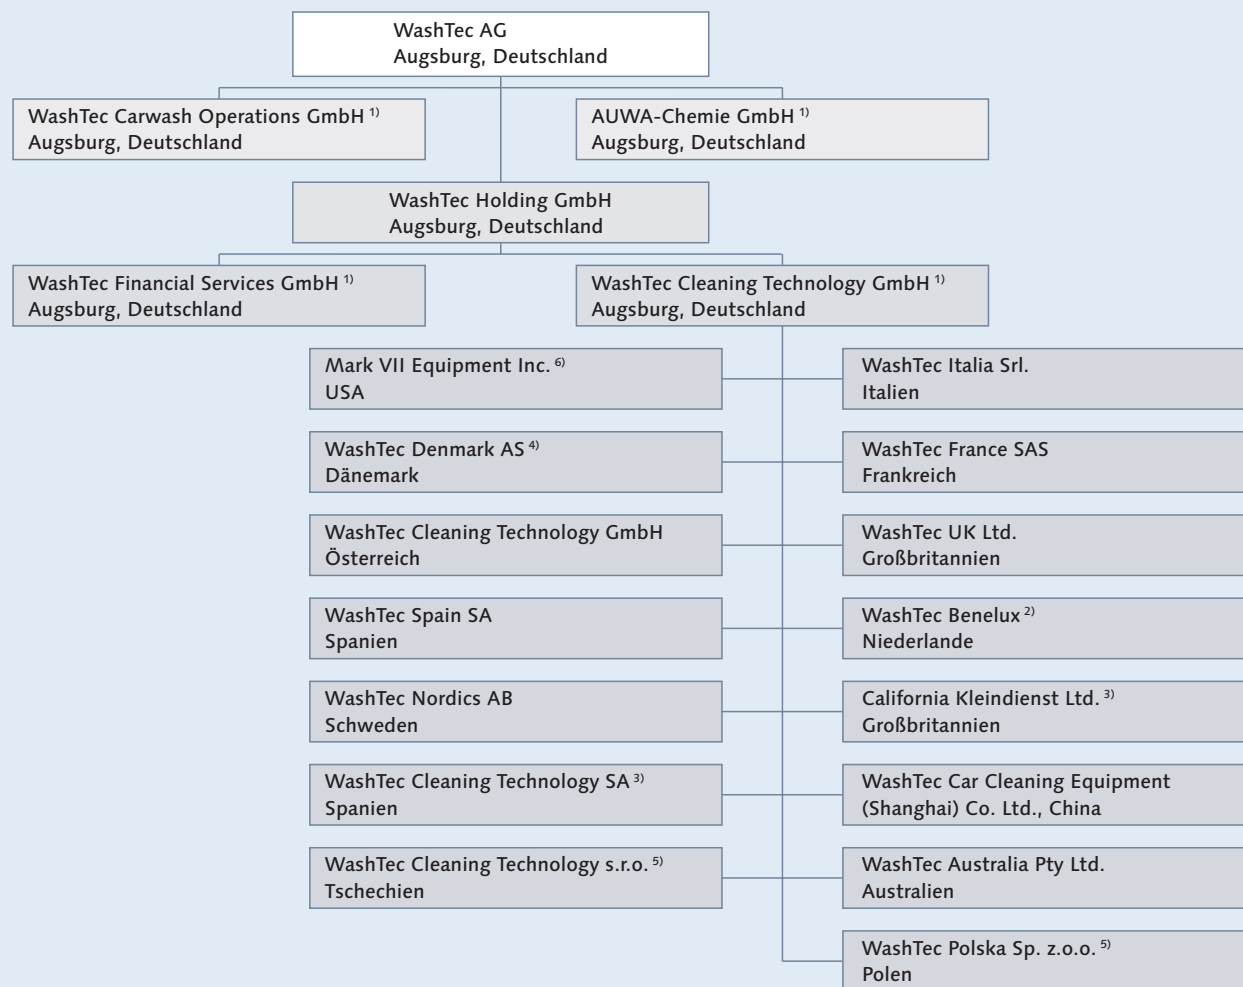 WashTec AG
Augsburg, Deutschland
WashTec Carwash Operations GmbH 1)
Augsburg, Deutschland
AUWA-Chemie GmbH 1)
Augsburg, Deutschland
WashTec Holding GmbH
Augsburg, Deutschland
WashTec Financial Services GmbH 1)
Augsburg, Deutschland
WashTec Cleaning Technology GmbH 1)
Augsburg, Deutschland
Mark VII Equipment Inc. 6)
USA
WashTec Italia Srl.
Italien
WashTec Denmark AS 4)
Dänemark
WashTec France SAS
Frankreich
WashTec Cleaning Technology GmbH
Österreich
WashTec UK Ltd.
Großbritannien
WashTec Spain SA
Spanien
WashTec Benelux 2)
Niederlande
WashTec Nordics AB
Schweden
California Kleindienst Ltd. 3)
Großbritannien
WashTec Cleaning Technology SA 3)
Spanien
WashTec Car Cleaning Equipment
(Shanghai) Co. Ltd., China
WashTec Cleaning Technology s.r.o. 5)
Tschechien
WashTec Australia Pty Ltd.
Australien
WashTec Polska Sp. z.o.o. 5)
Polen